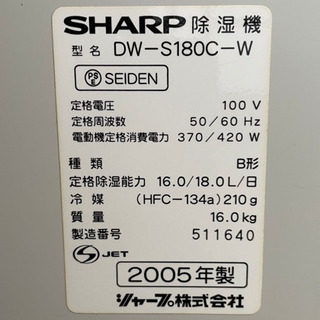 SHARP 除湿機
型名 DW-S180C-W
PSE SEIDEN
定格電圧 100 V
定格周波数 50/60 Hz
電動機定格消費電力 370/420 W
種類 B形
定格除湿能力 16.0/18.0 L/日
冷媒 (HFC-134a) 210 g
質量 16.0kg
製造番号 511640
S JET
2005年製
シャープ株式会社